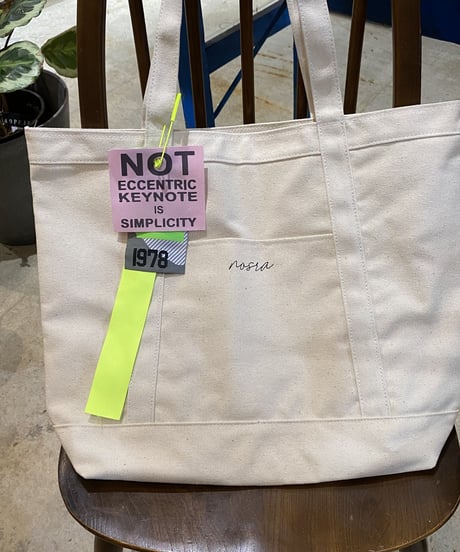 NOT
ECCENTRIC
KEYNOTE
IS
SIMPLICITY
1978
nosra